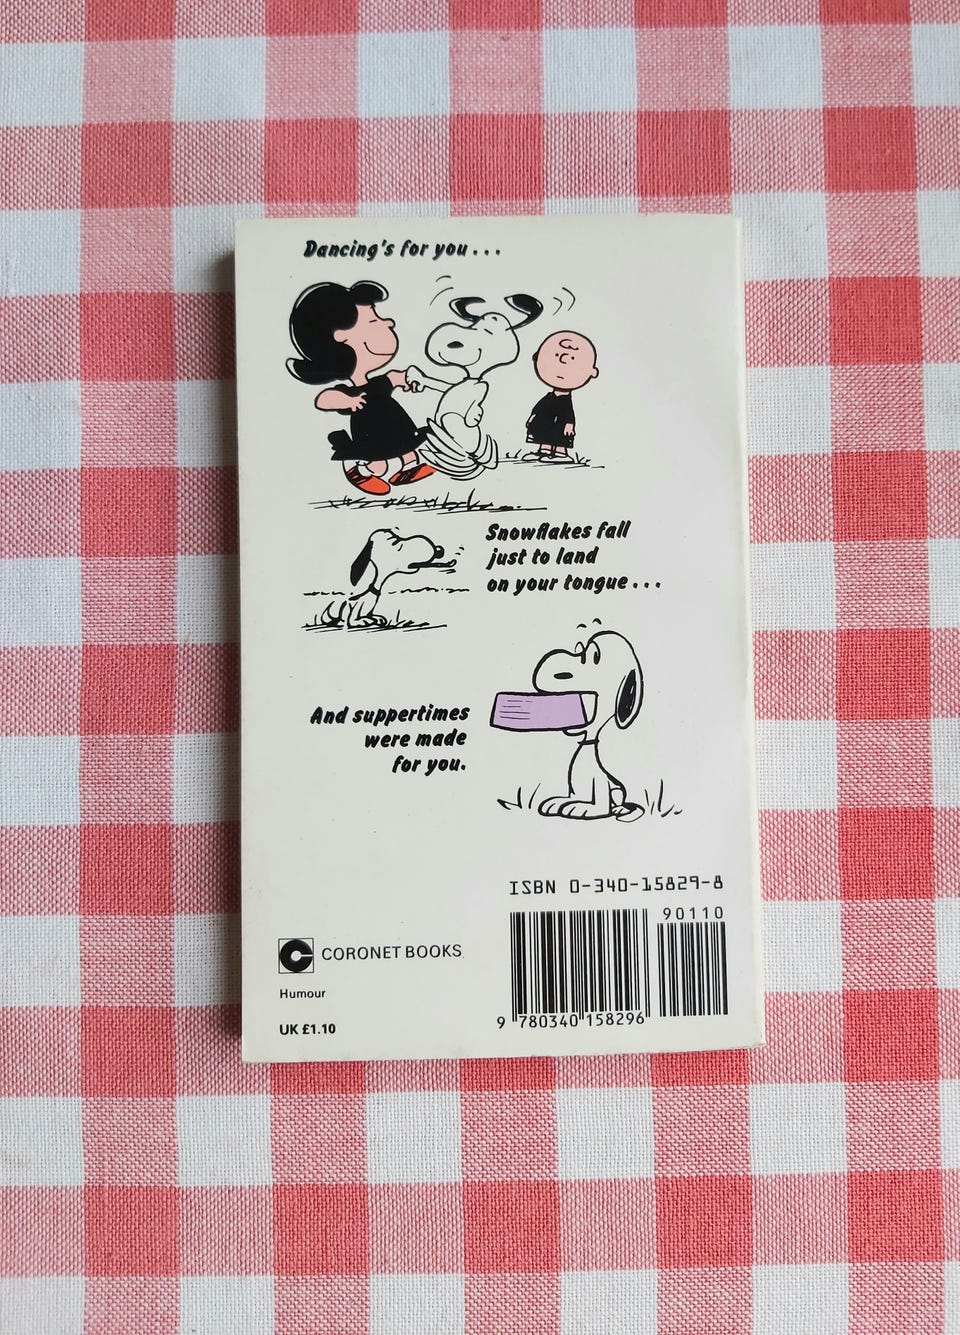 Dancing's for you...
Snowflakes fall
just to land
on your tongue...
And suppertimes
were made
for you.
ISBN 0-340-15829-8
90110
9 780340 158296
CORONET BOOKS
Humour
UK £1.10